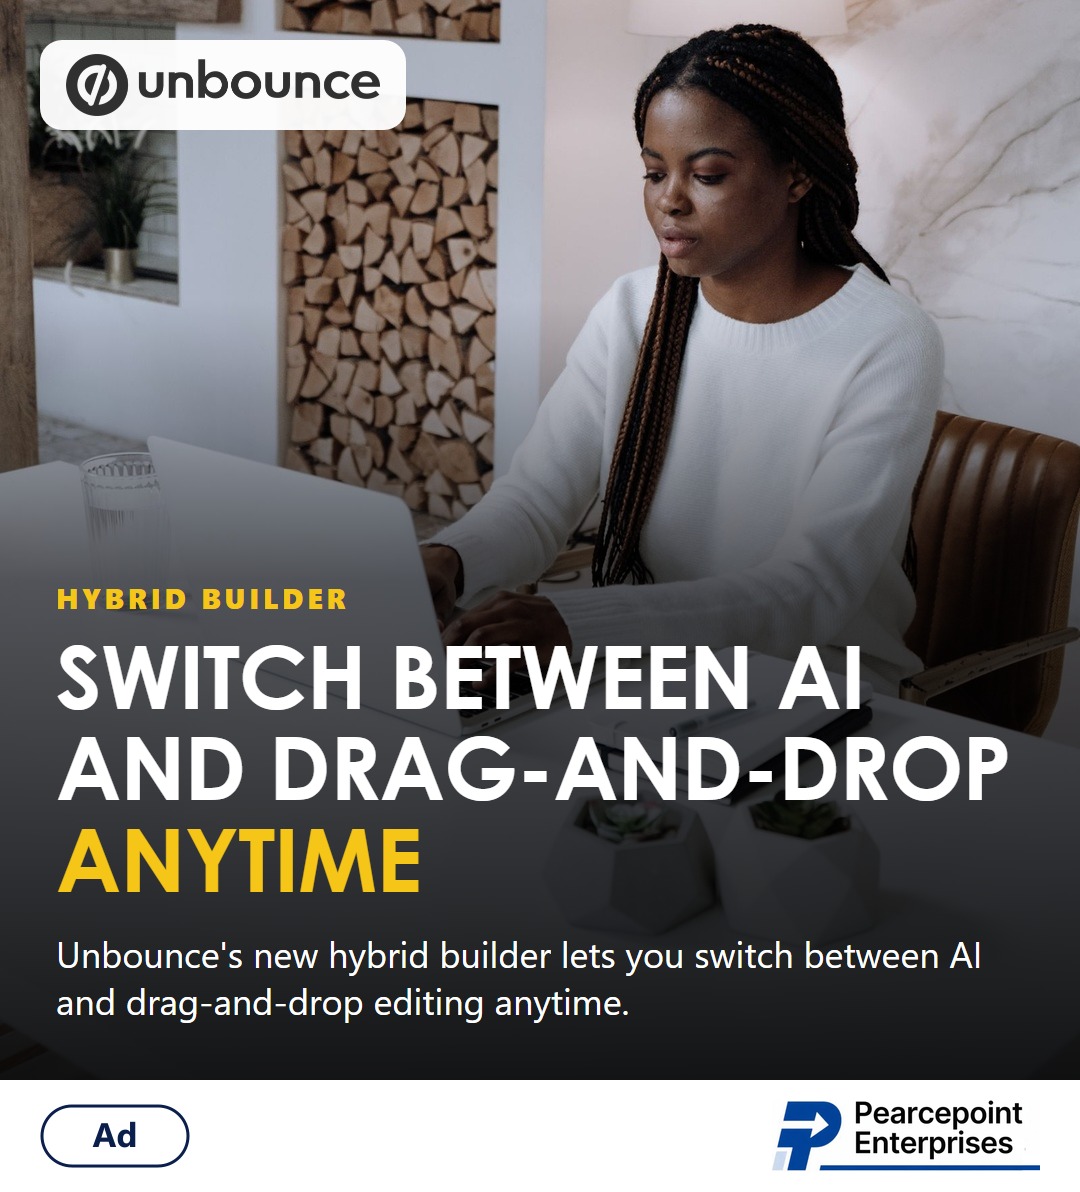 unbounce
HYBRID BUILDER
SWITCH BETWEEN AI
AND DRAG-AND-DROP
ANYTIME
Unbounce's new hybrid builder lets you switch between AI
and drag-and-drop editing anytime.
Ad
Pearcepoint
Enterprises